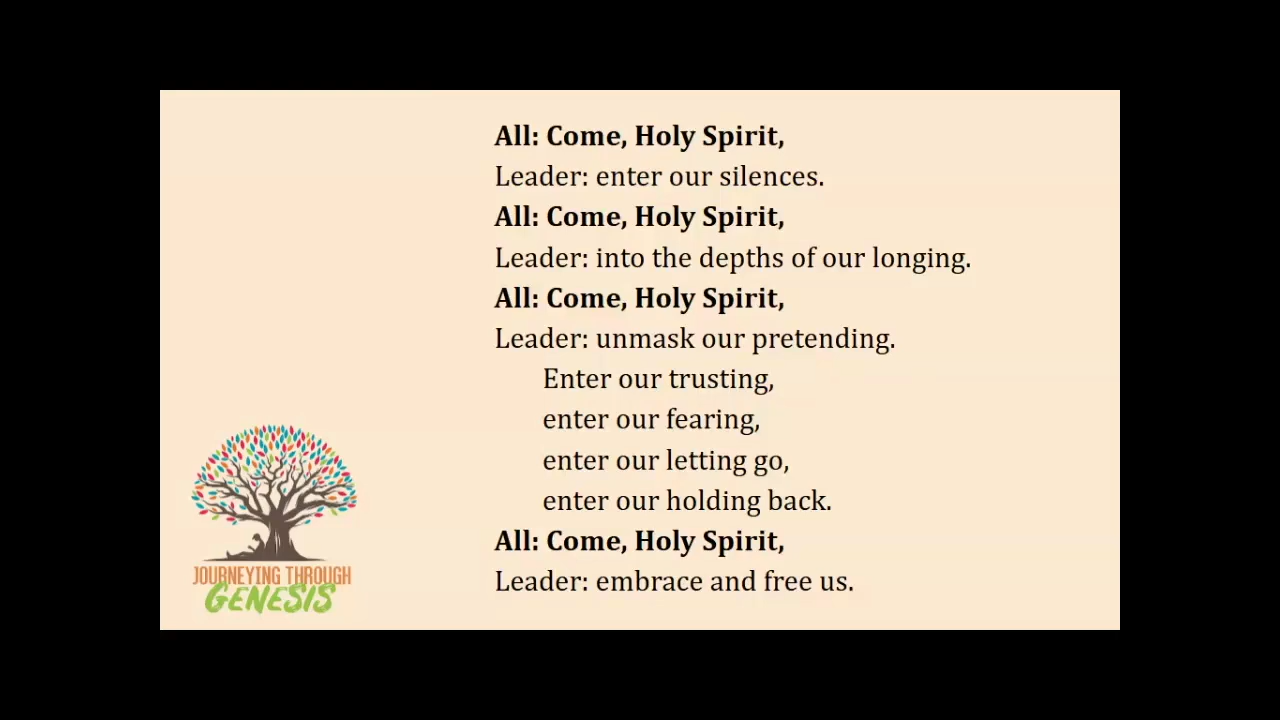 All: Come, Holy Spirit,
Leader: enter our silences.
All: Come, Holy Spirit,
Leader: into the depths of our longing.
All: Come, Holy Spirit,
Leader: unmask our pretending.
Enter our trusting,
enter our fearing,
enter our letting go,
enter our holding back.
All: Come, Holy Spirit,
Leader: embrace and free us.
JOURNEYING THROUGH
GENESIS